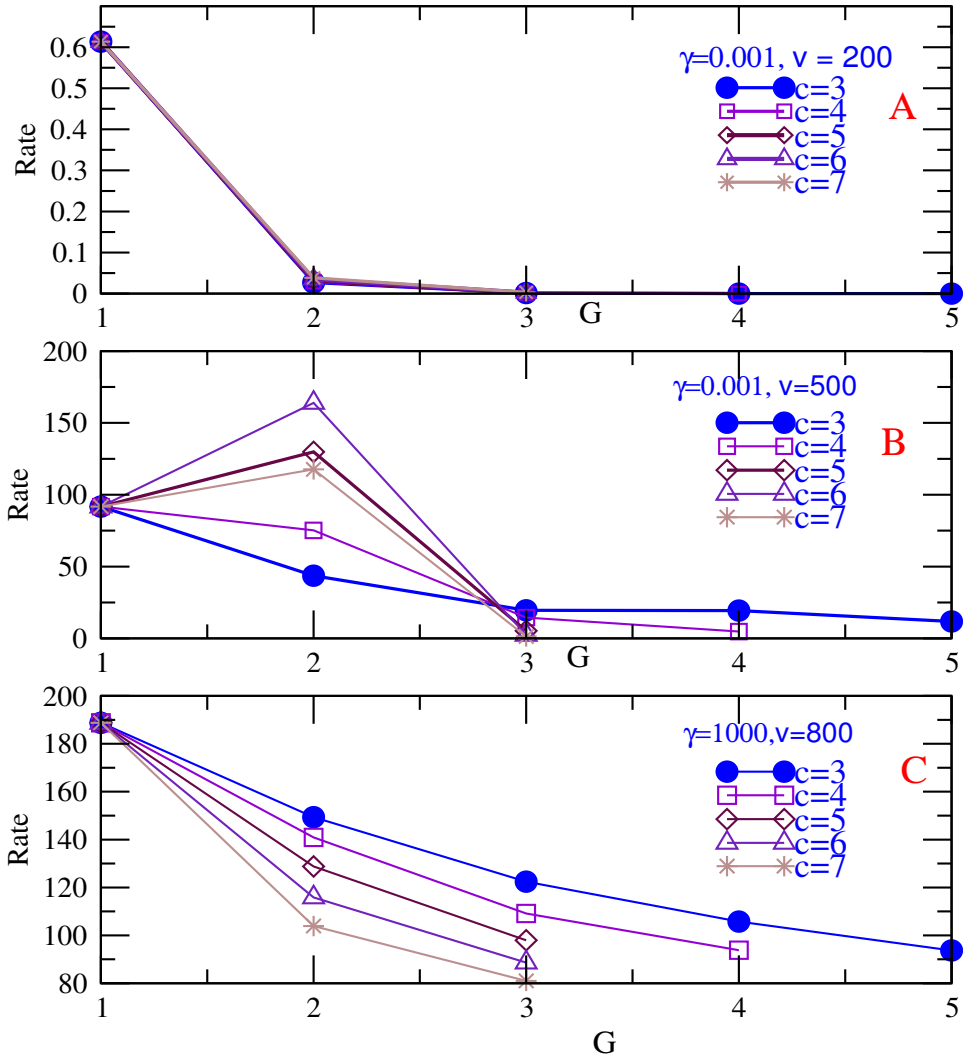 γ=0.001, v = 200
A
c=3
c=4
c=5
c=6
c=7
Rate
0.6
0.5
0.4
0.3
0.2
0.1
0
1 2 3 4 5
G
γ=0.001, v=500
B
c=3
c=4
c=5
c=6
c=7
Rate
200
150
100
50
0
1 2 3 4 5
G
γ=1000,v=800
C
c=3
c=4
c=5
c=6
c=7
Rate
200
180
160
140
120
100
80
1 2 3 4 5
G